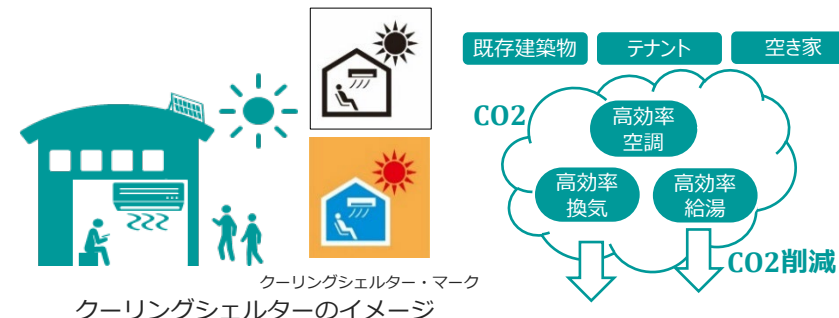 既存建築物
テナント
空き家
CO2
高効率
空調
高効率
換気
高効率
給湯
CO2削減
クーリングシェルター・マーク
クーリングシェルターのイメージ